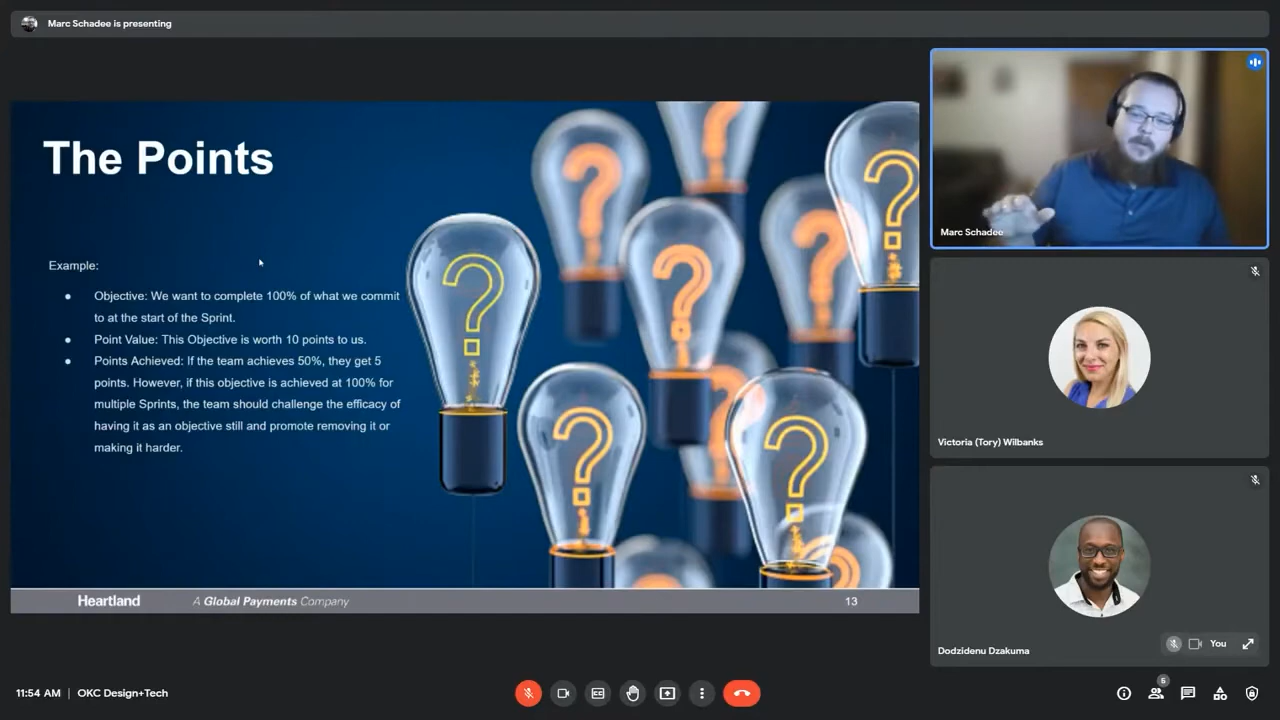 Marc Schadee is presenting
The Points
Example:
● Objective: We want to complete 100% of what we commit
to at the start of the Sprint.
● Point Value: This Objective is worth 10 points to us.
● Points Achieved: If the team achieves 50%, they get 5
points. However, if this objective is achieved at 100% for
multiple Sprints, the team should challenge the efficacy of
having it as an objective still and promote removing it or
making it harder.
Heartland
A Global Payments Company
13
Marc Schadee
Victoria (Tory) Wilbanks
You
Dodzidenu Dzakuma
11:54 AM | OKC Design+Tech
6